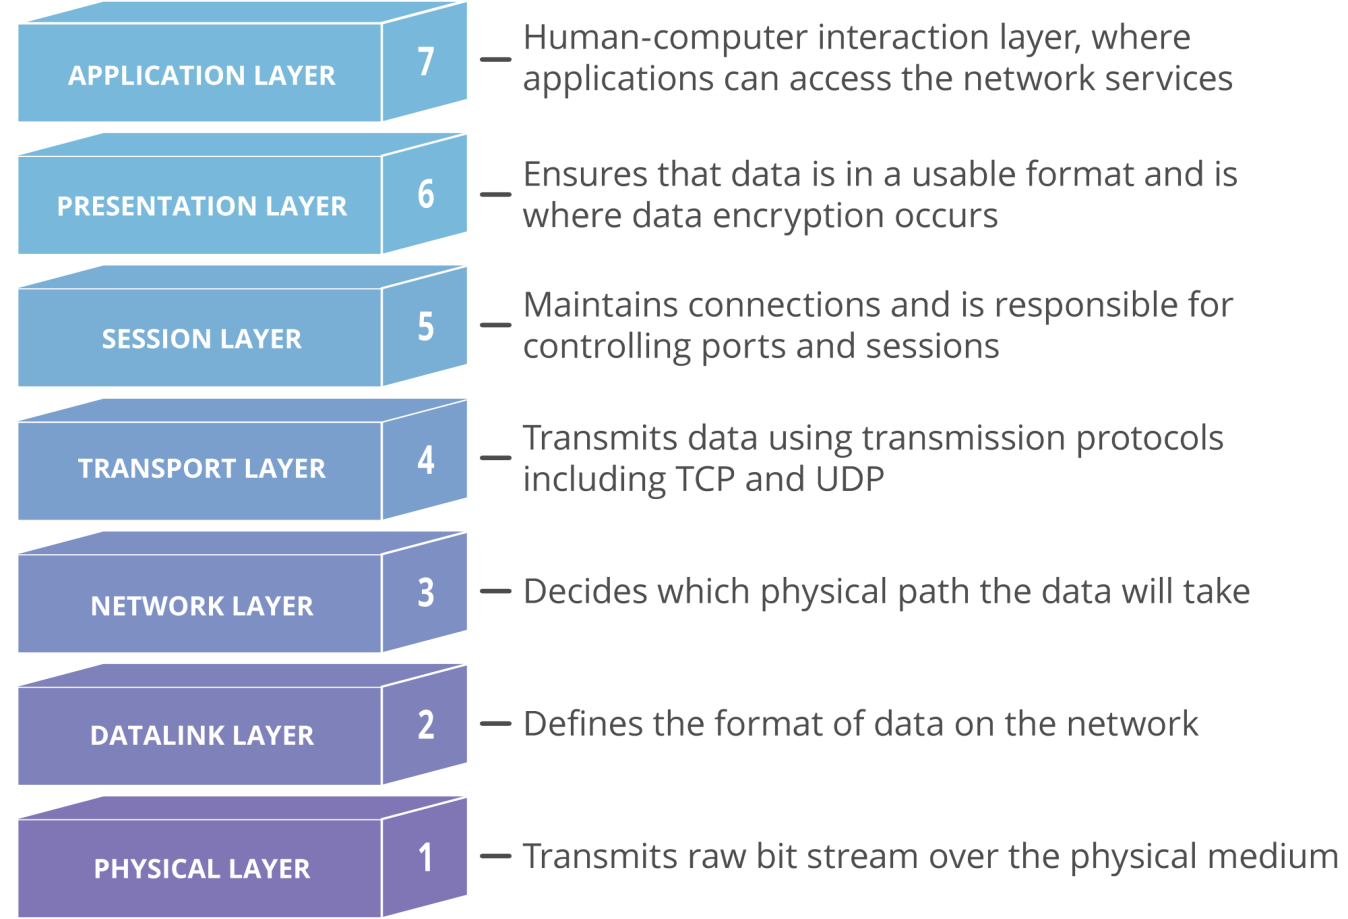 APPLICATION LAYER
7
Human-computer interaction layer, where
applications can access the network services
PRESENTATION LAYER
6
Ensures that data is in a usable format and is
where data encryption occurs
SESSION LAYER
5
Maintains connections and is responsible for
controlling ports and sessions
TRANSPORT LAYER
4
Transmits data using transmission protocols
including TCP and UDP
NETWORK LAYER
3
Decides which physical path the data will take
DATALINK LAYER
2
Defines the format of data on the network
PHYSICAL LAYER
1
Transmits raw bit stream over the physical medium